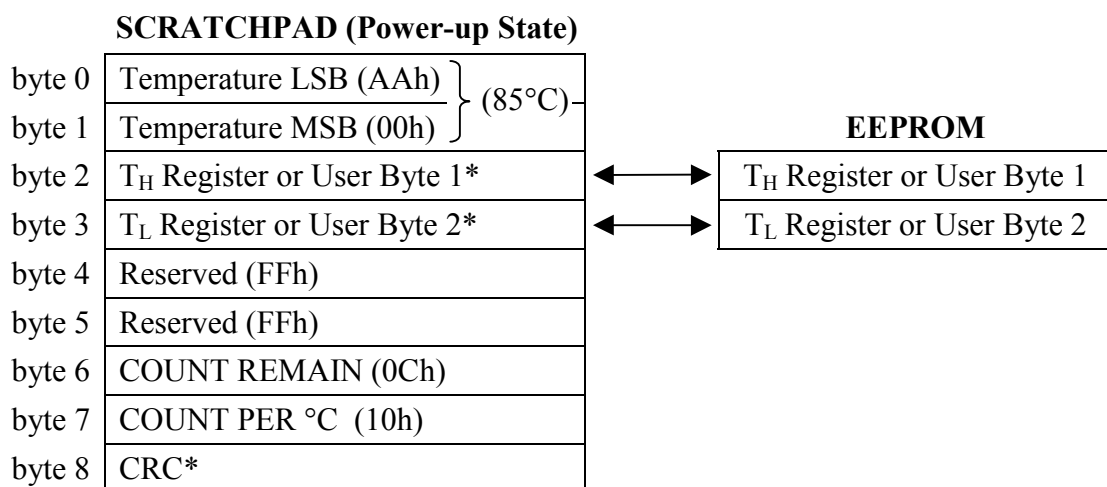 SCRATCHPAD (Power-up State)
byte 0 Temperature LSB (AAh)
(85°C)
byte 1 Temperature MSB (00h)
EEPROM
byte 2 TH Register or User Byte 1* TH Register or User Byte 1
byte 3 TL Register or User Byte 2* TL Register or User Byte 2
byte 4 Reserved (FFh)
byte 5 Reserved (FFh)
byte 6 COUNT REMAIN (0Ch)
byte 7 COUNT PER °C (10h)
byte 8 CRC*